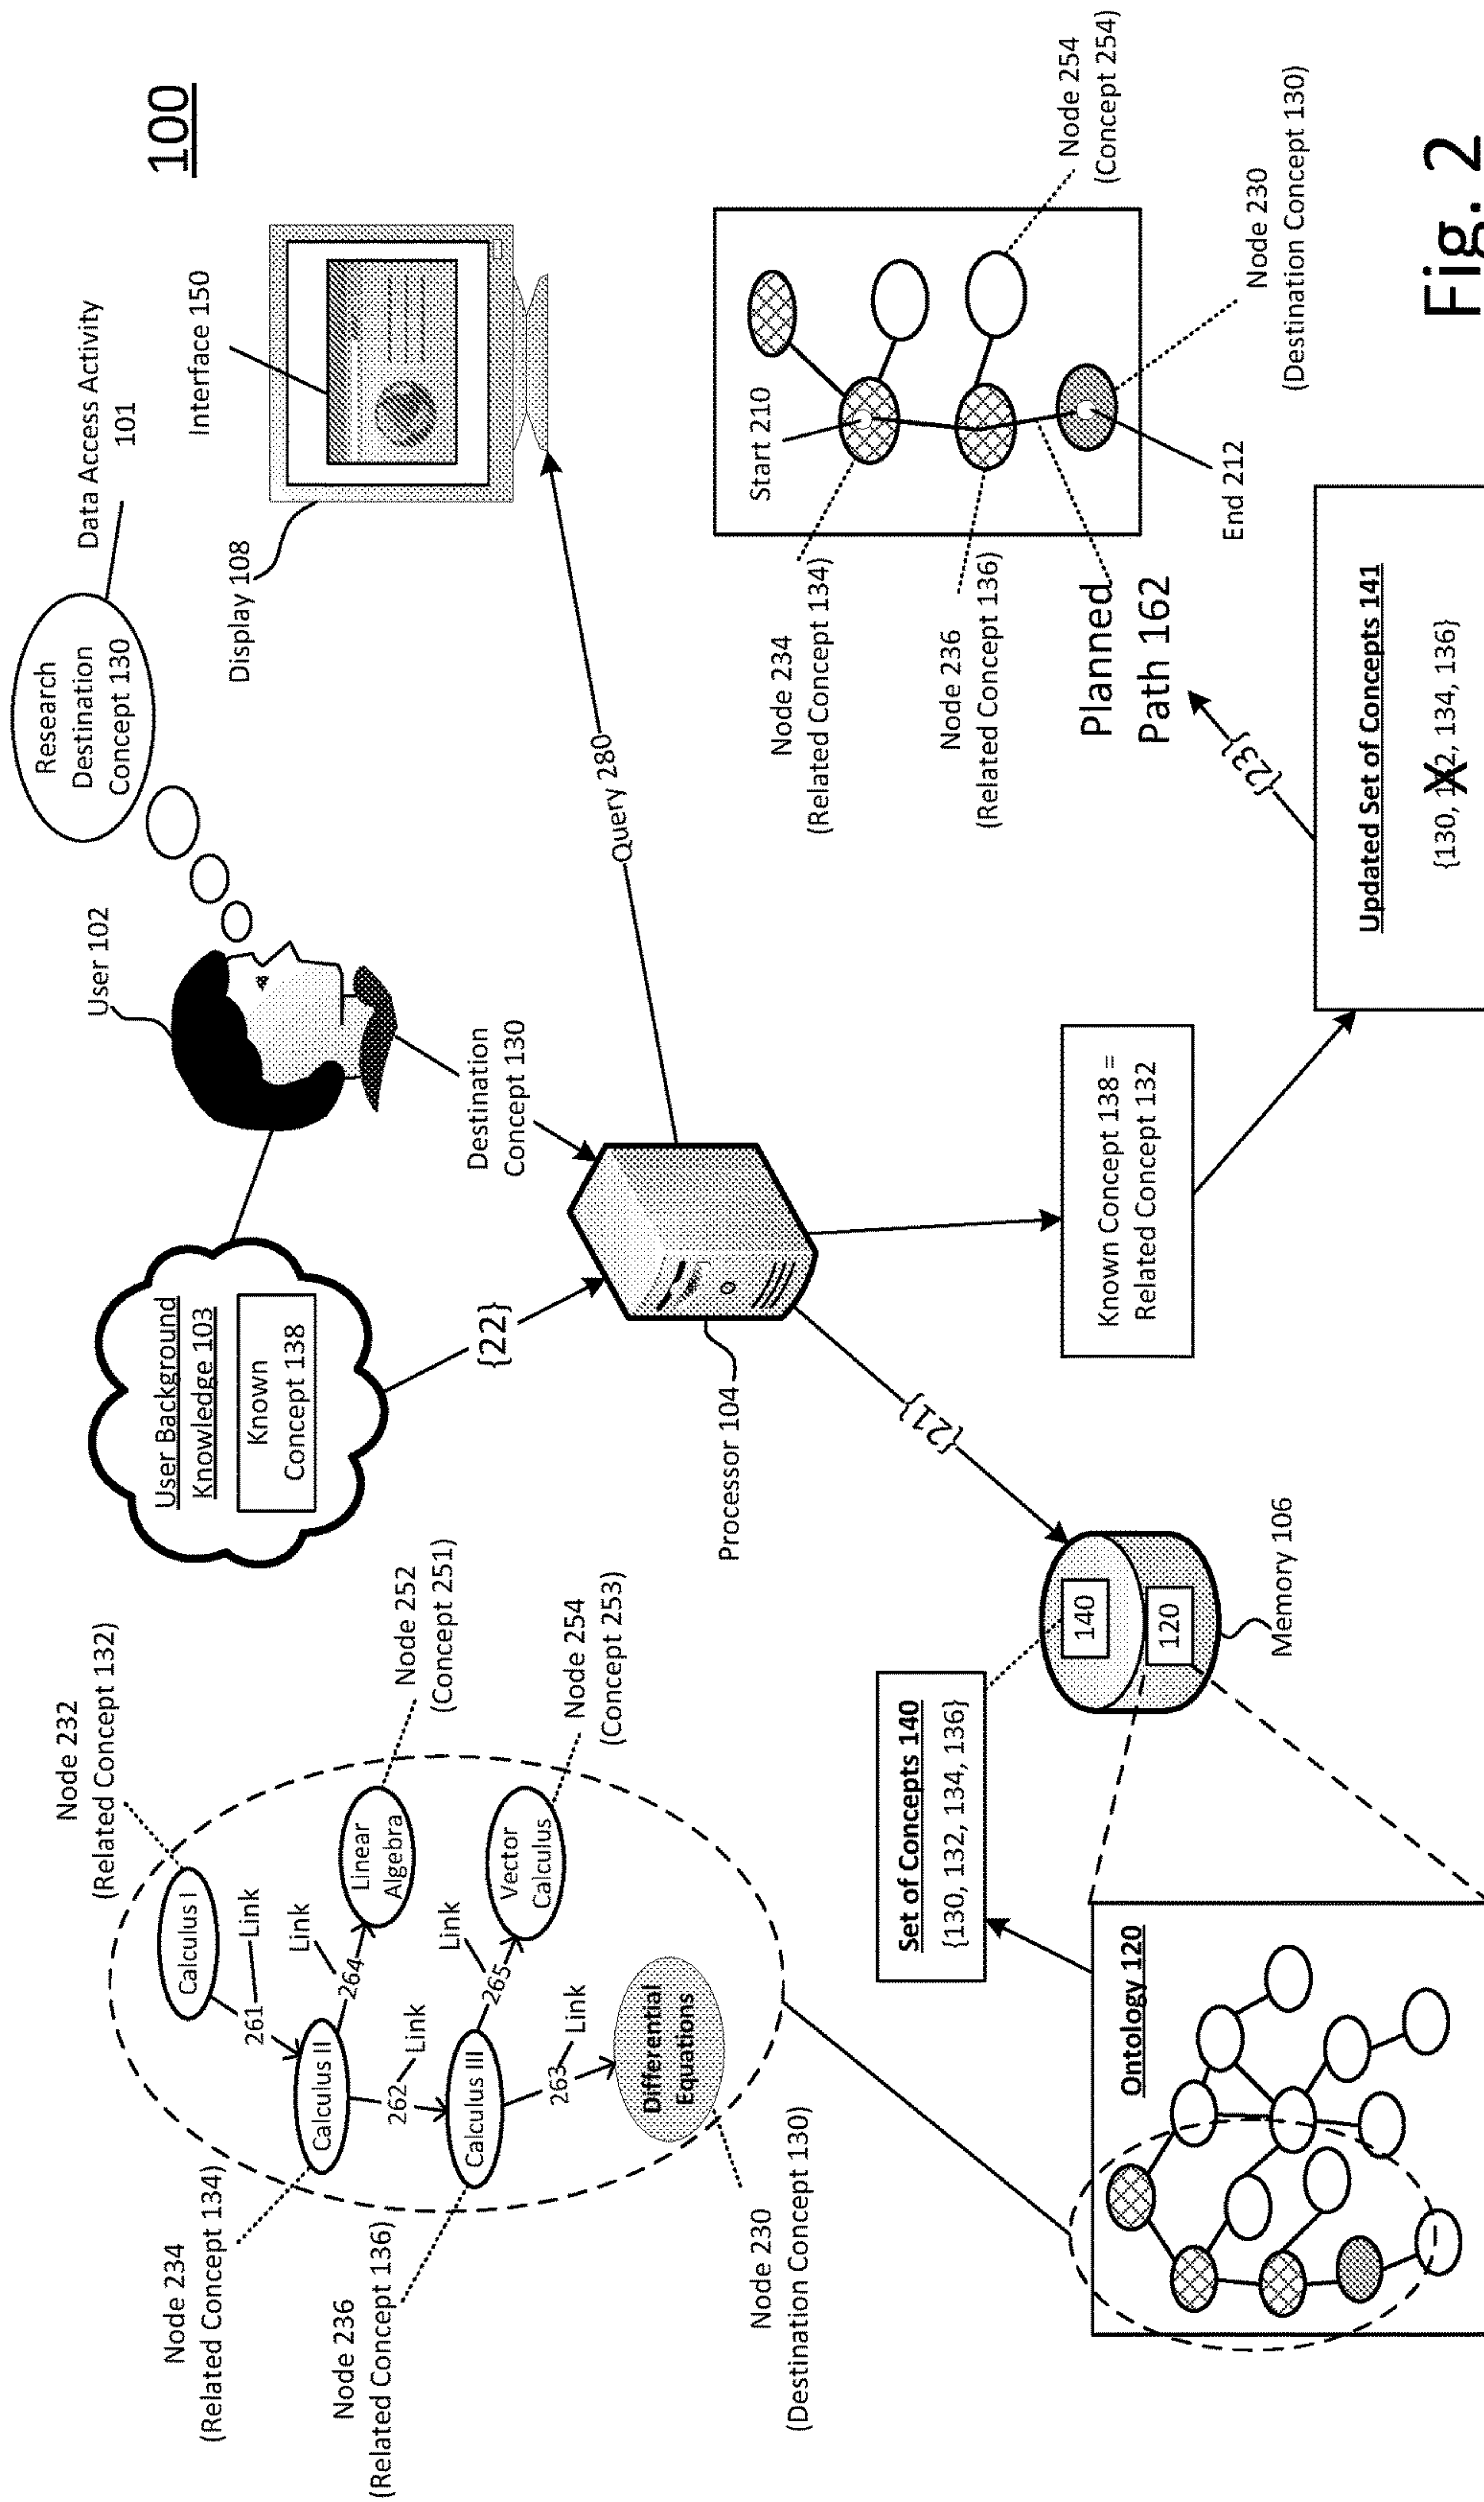 100
Data Access Activity
101
Research
Destination
Concept 130
User 102
Interface 150
Display 108
User Background
Knowledge 103
Known
Concept 138
{22}
Destination
Concept 130
Query 280
Processor 104
{21}
Node 232
(Related Concept 132)
Calculus I
261
Link
Node 234
(Related Concept 134)
Calculus II
Link
264
Linear
Algebra
Node 252
(Concept 251)
262
Link
Node 236
(Related Concept 136)
Calculus III
Link
265
Vector
Calculus
Node 254
(Concept 253)
263
Link
Differential
Equations
Node 230
(Destination Concept 130)
Set of Concepts 140
{130, 132, 134, 136}
140
120
Memory 106
Ontology 120
Known Concept 138 =
Related Concept 132
Updated Set of Concepts 141
{130, 132, 134, 136}
X
{23}
Planned
Path 162
Start 210
Node 234
(Related Concept 134)
Node 236
(Related Concept 136)
Node 254
(Concept 254)
Node 230
(Destination Concept 130)
End 212
Fig. 2